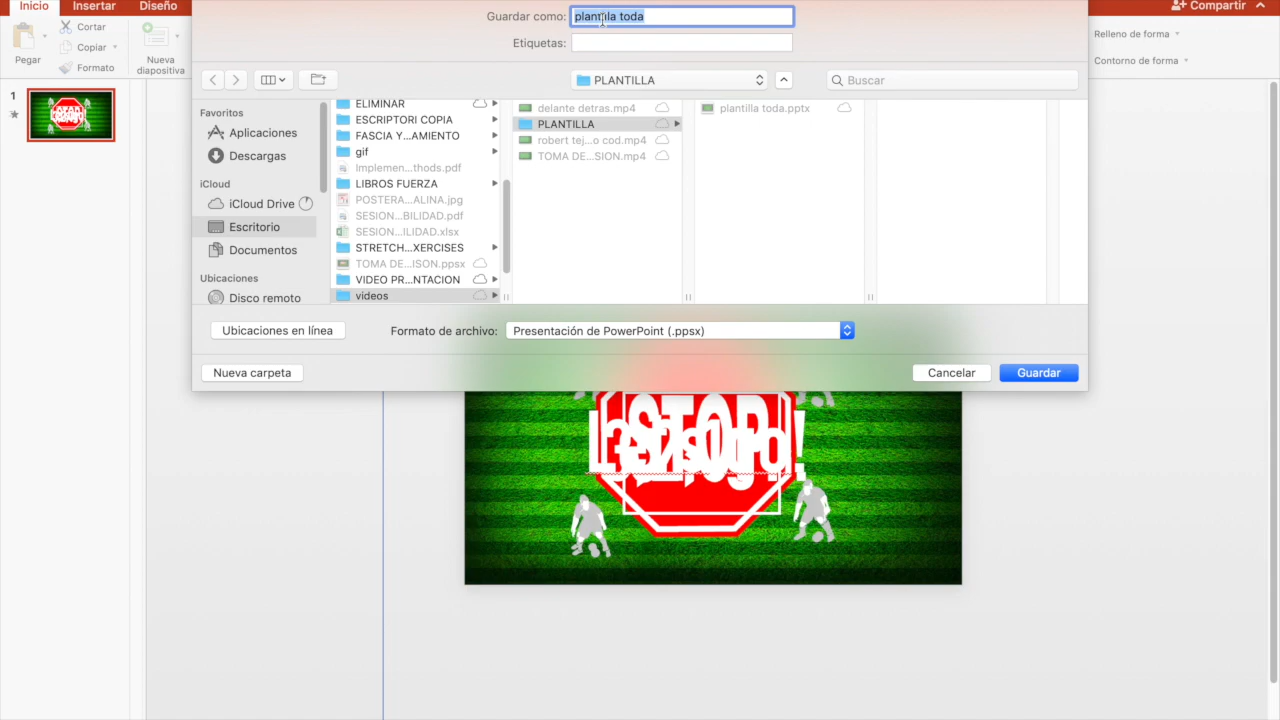 Inicio Insertar Diseño
Compartir
Guardar como: plantilla toda
Etiquetas:
Pegar
Cortar
Copiar
Formato
Nueva
diapositiva
Relleno de forma
Contorno de forma
PLANTILLA
Buscar
1
Favoritos
Aplicaciones
Descargas
iCloud
iCloud Drive
Escritorio
Documentos
Ubicaciones
Disco remoto
ELIMINAR
ESCRIPTORI COPIA
FASCIA Y...AMIENTO
gif
Implemen...thods.pdf
LIBROS FUERZA
POSTERA...ALINA.jpg
SESION...BILIDAD.pdf
SESION...ILIDAD.xlsx
STRETCH...XERCISES
TOMA DE...ISON.ppsx
VIDEO PR...NTACION
videos
delante detras.mp4
PLANTILLA
robert tej...o cod.mp4
TOMA DE...SION.mp4
plantilla toda.pptx
Ubicaciones en línea
Formato de archivo: Presentación de PowerPoint (.ppsx)
Nueva carpeta
Cancelar
Guardar
STOP